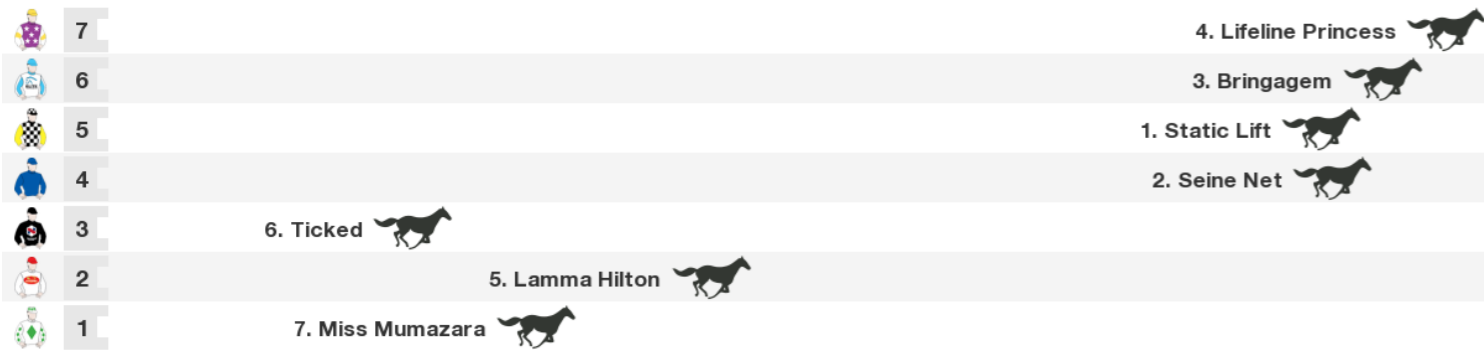 7 4. Lifeline Princess
6 3. Bringagem
5 1. Static Lift
4 2. Seine Net
3 6. Ticked
2 5. Lamma Hilton
1 7. Miss Mumazara